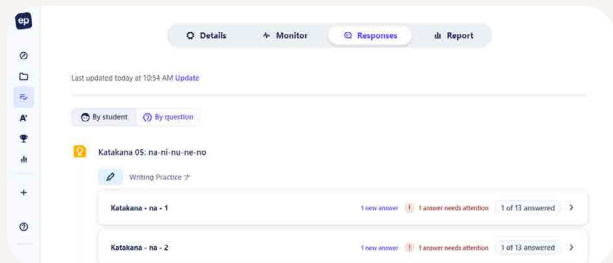 ep
Details Monitor Responses Report
Last updated today at 10:54 AM Update
By student By question
Katakana 05: na-ni-nu-ne-no
Writing Practice ナ
Katakana - na - 1 1 new answer ! 1 answer needs attention 1 of 13 answered
Katakana - na - 2 1 new answer ! 1 answer needs attention 1 of 13 answered